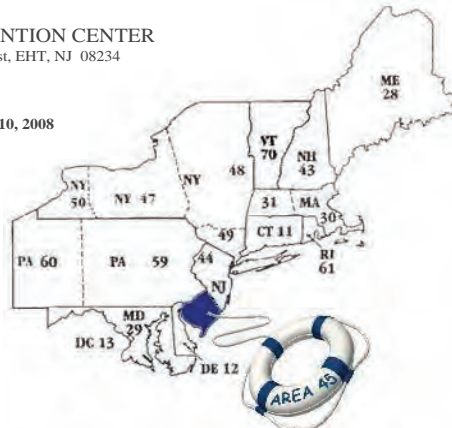 NTION CENTER
st, EHT, NJ 08234
10, 2008
ME
28
VT
70
NH
43
NY
48
NY
50
NY 47
31
MA
30
49
CT 11
RI
61
PA 60
PA 59
44
NJ
MD
29
DC 13
DE 12
AREA 45